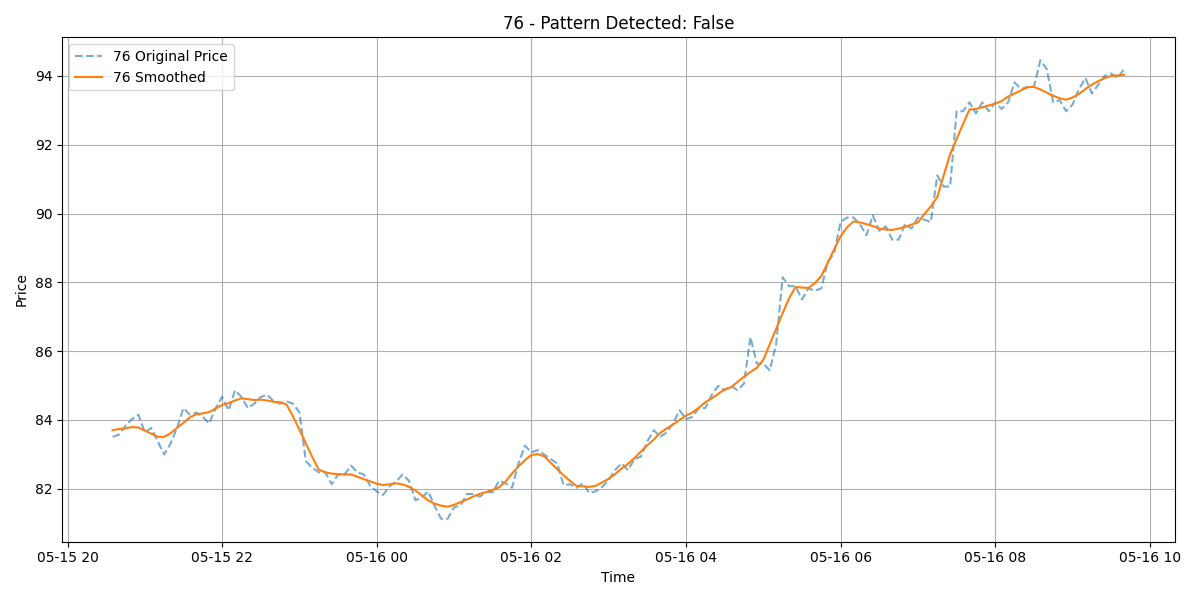 76 - Pattern Detected: False
76 Original Price
76 Smoothed
Price
94
92
90
88
86
84
82
05-15 20 05-15 22 05-16 00 05-16 02 05-16 04 05-16 06 05-16 08 05-16 10
Time